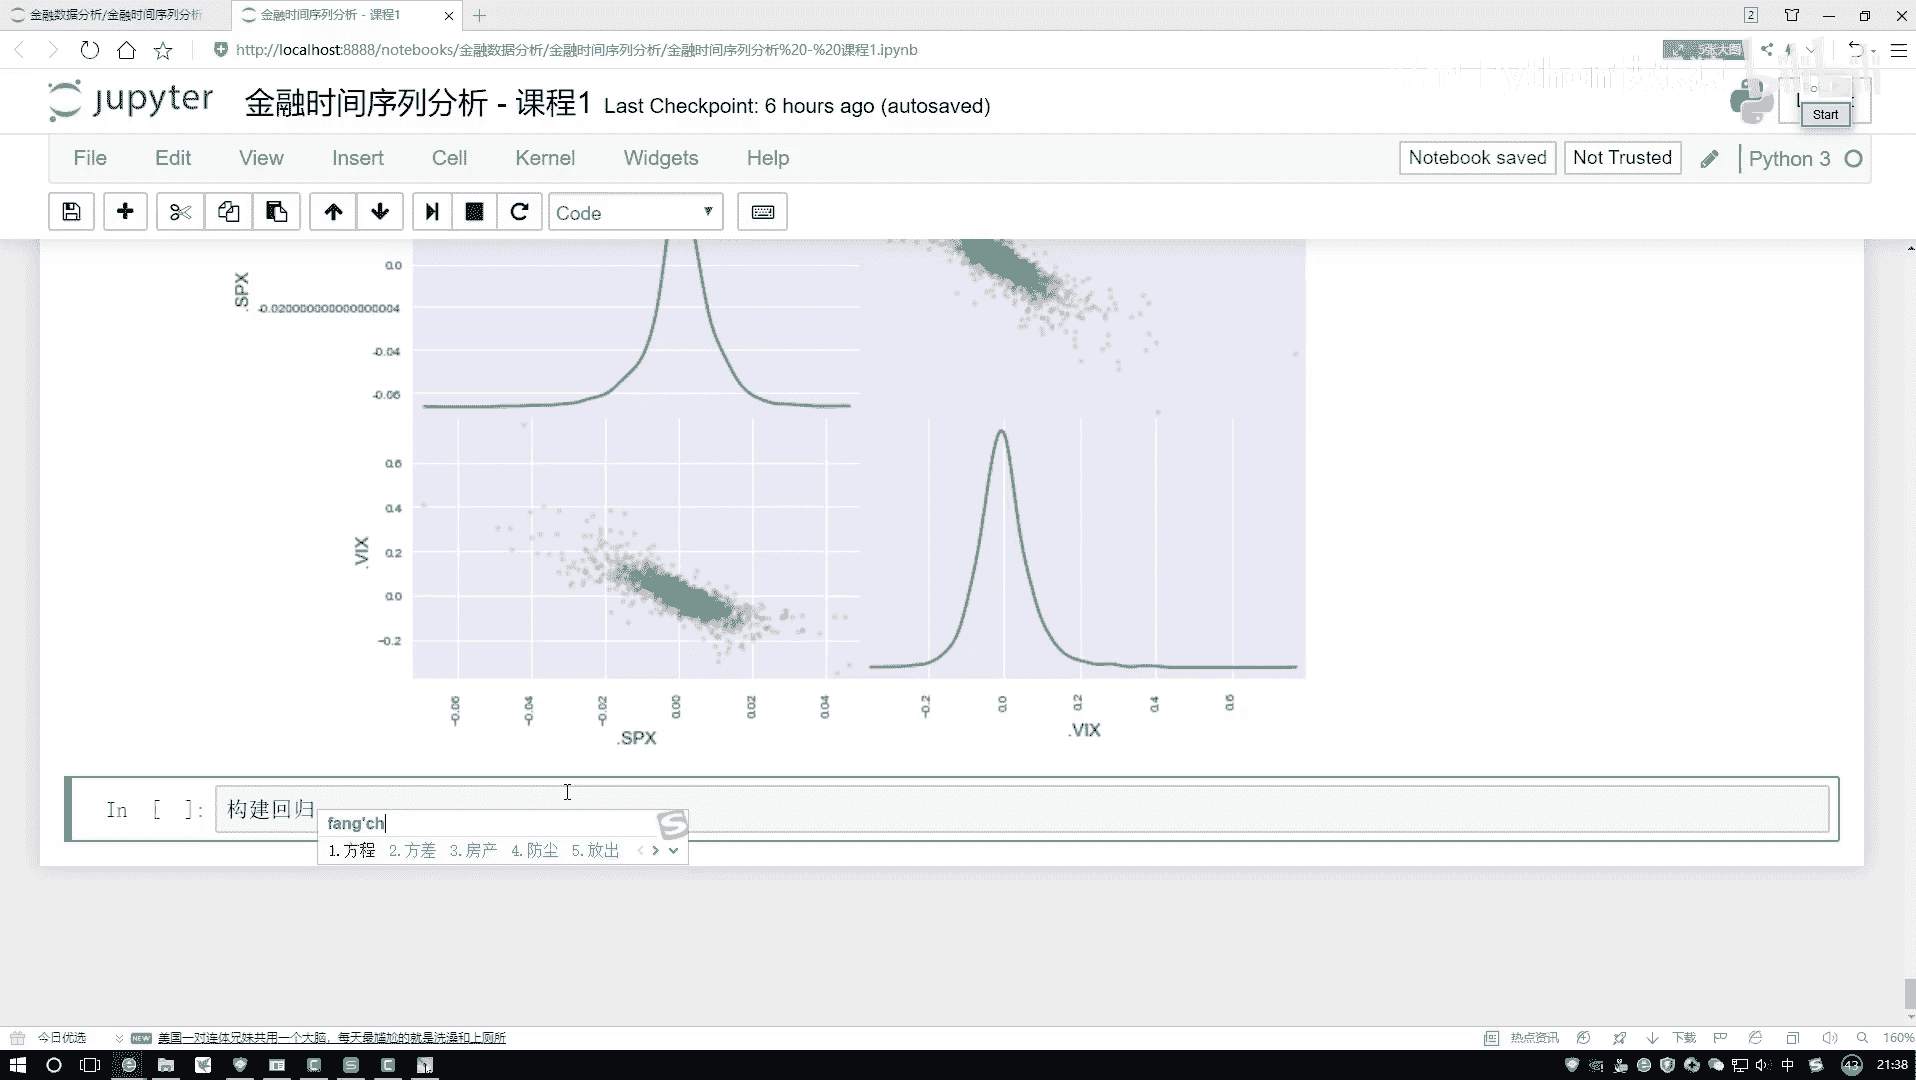 金融数据分析/金融时间序列分析
金融时间序列分析 - 课程1
2
http://localhost:8888/notebooks/金融数据分析/金融时间序列分析/金融时间序列分析%20-%20课程1.ipynb
5张大图
jupyter 金融时间序列分析 - 课程1 Last Checkpoint: 6 hours ago (autosaved)
Start
File Edit View Insert Cell Kernel Widgets Help
Notebook saved Not Trusted Python 3
Code
.SPX
0.0
-0.020000000000000004
-0.04
-0.06
.VIX
0.6
0.4
0.2
0.0
-0.2
-0.06 -0.04 -0.02 0.00 0.02 0.04
-0.2 0.0 0.2 0.4 0.6
.SPX .VIX
In [ ]: 构建回归
fang'ch
1.方程 2.方差 3.房产 4.防尘 5.放出
今日优选 NEW 美国一对连体兄妹共用一个大脑，每天最尴尬的就是洗澡和上厕所
热点资讯 下载 160%
中 43 21:38